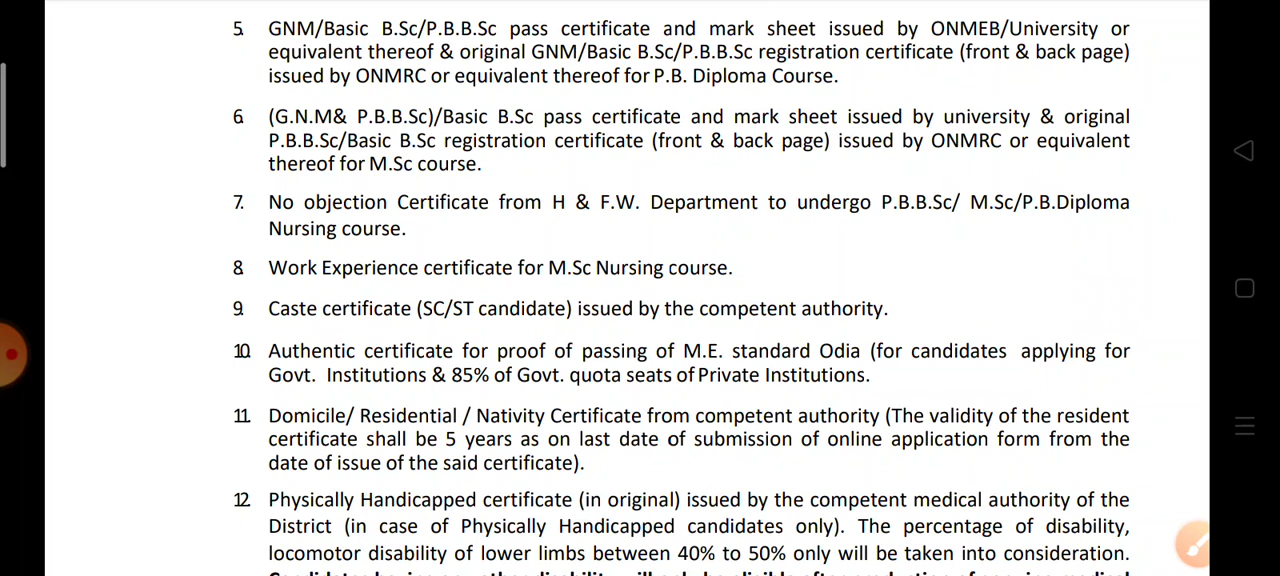 5. GNM/Basic B.Sc/P.B.B.Sc pass certificate and mark sheet issued by ONMEB/University or
equivalent thereof & original GNM/Basic B.Sc/P.B.B.Sc registration certificate (front & back page)
issued by ONMRC or equivalent thereof for P.B. Diploma Course.
6. (G.N.M& P.B.B.Sc)/Basic B.Sc pass certificate and mark sheet issued by university & original
P.B.B.Sc/Basic B.Sc registration certificate (front & back page) issued by ONMRC or equivalent
thereof for M.Sc course.
7. No objection Certificate from H & F.W. Department to undergo P.B.B.Sc/ M.Sc/P.B.Diploma
Nursing course.
8. Work Experience certificate for M.Sc Nursing course.
9. Caste certificate (SC/ST candidate) issued by the competent authority.
10. Authentic certificate for proof of passing of M.E. standard Odia (for candidates applying for
Govt. Institutions & 85% of Govt. quota seats of Private Institutions.
11. Domicile/ Residential / Nativity Certificate from competent authority (The validity of the resident
certificate shall be 5 years as on last date of submission of online application form from the
date of issue of the said certificate).
12. Physically Handicapped certificate (in original) issued by the competent medical authority of the
District (in case of Physically Handicapped candidates only). The percentage of disability,
locomotor disability of lower limbs between 40% to 50% only will be taken into consideration.